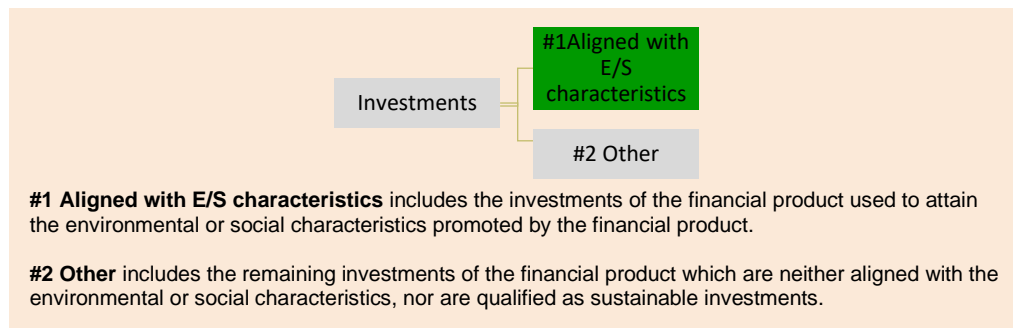 #1Aligned with
E/S
characteristics
Investments
#2 Other
#1 Aligned with E/S characteristics includes the investments of the financial product used to attain
the environmental or social characteristics promoted by the financial product.
#2 Other includes the remaining investments of the financial product which are neither aligned with the
environmental or social characteristics, nor are qualified as sustainable investments.